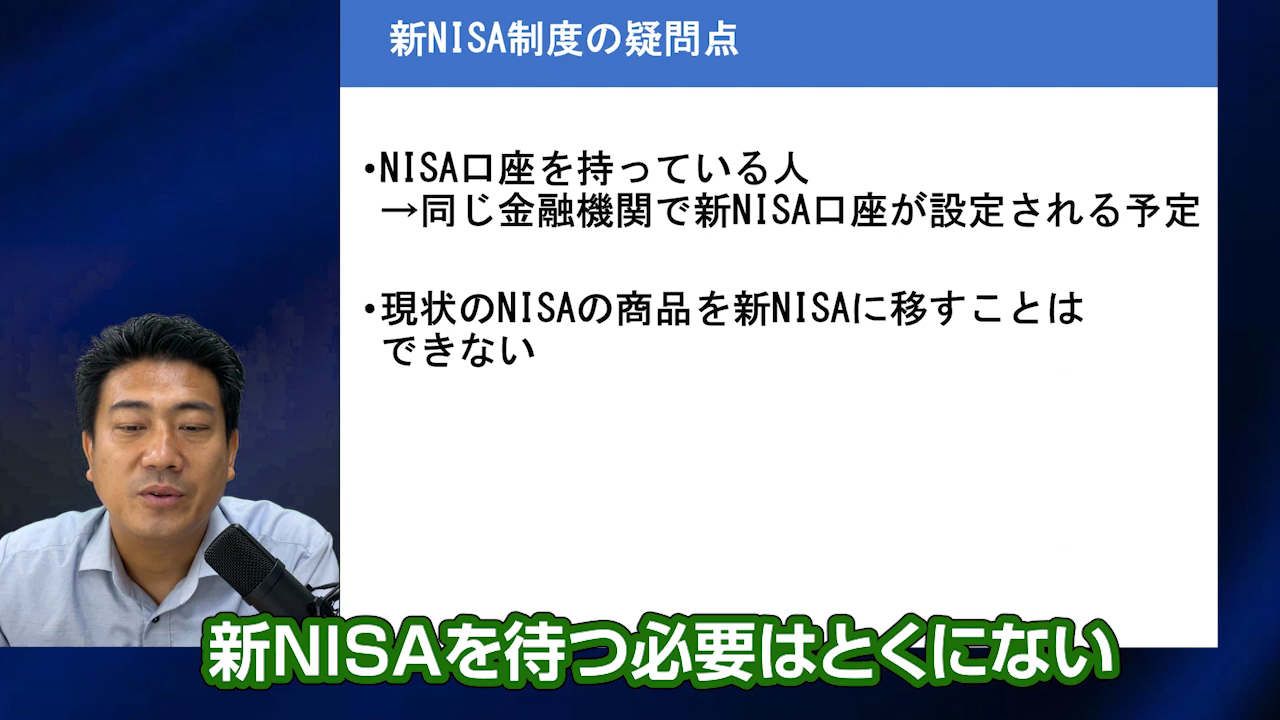 新NISA制度の疑問点
・NISA口座を持っている人
→同じ金融機関で新NISA口座が設定される予定
・現状のNISAの商品を新NISAに移すことは
できない
新NISAを待つ必要はとくにない